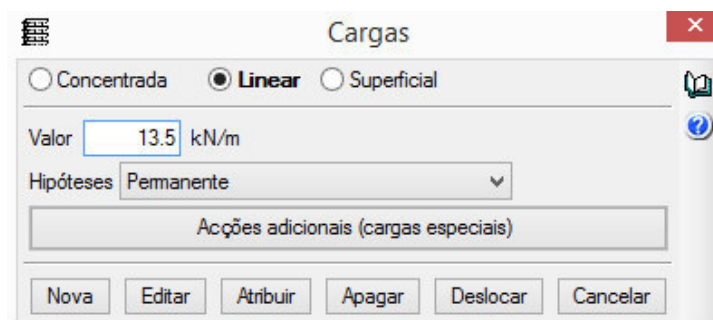 Cargas
Concentrada Linear Superficial
Valor 13.5 kN/m
Hipóteses Permanente
Acções adicionais (cargas especiais)
Nova Editar Atribuir Apagar Deslocar Cancelar